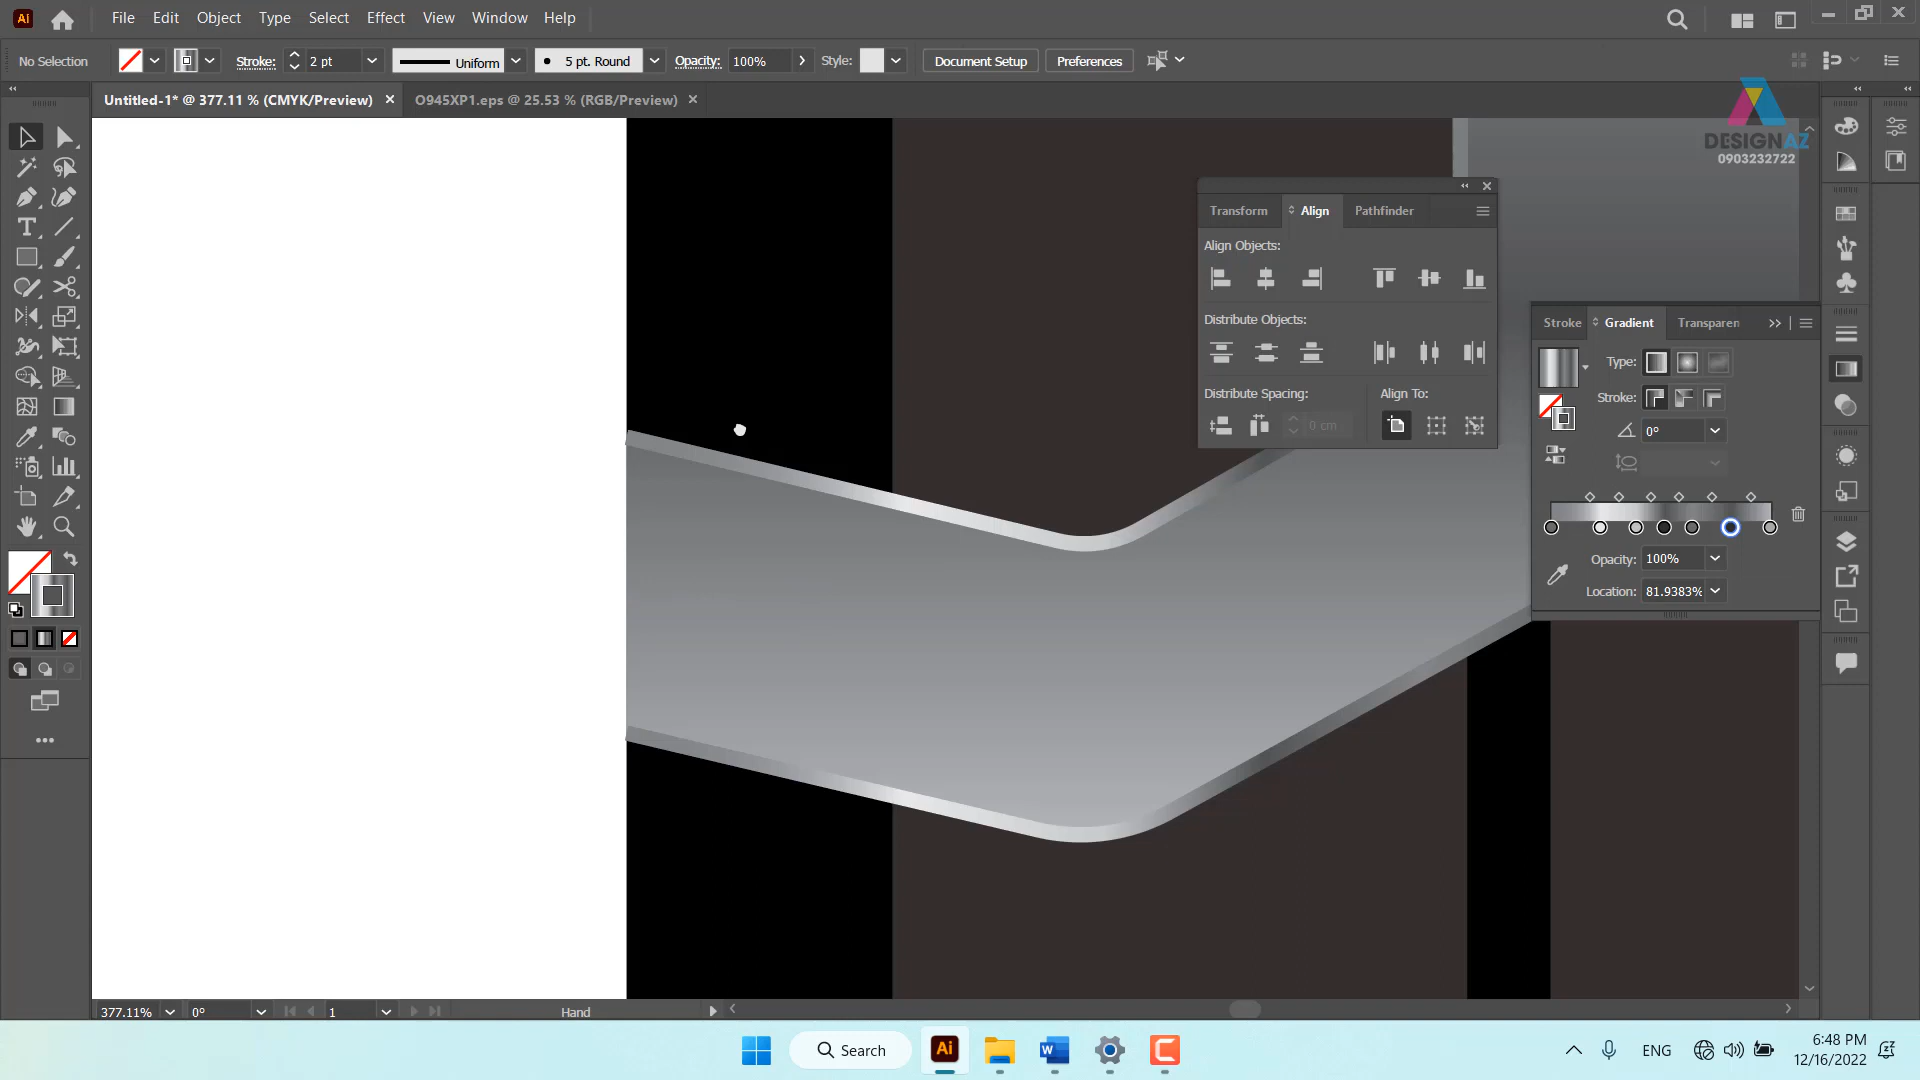 Ai File Edit Object Type Select Effect View Window Help
No Selection Stroke: 2 pt Uniform 5 pt. Round Opacity: 100% Style: Document Setup Preferences
Untitled-1* @ 377.11 % (CMYK/Preview) × O945XP1.eps @ 25.53 % (RGB/Preview) ×
DESIGNAZ
0903232722
Transform Align Pathfinder
Align Objects:
Distribute Objects:
Distribute Spacing: Align To:
0 cm
Stroke Gradient Transparen
Type:
Stroke:
0°
Opacity: 100%
Location: 81.9383%
377.11% 0° 1 Hand
Search
ENG
6:48 PM
12/16/2022